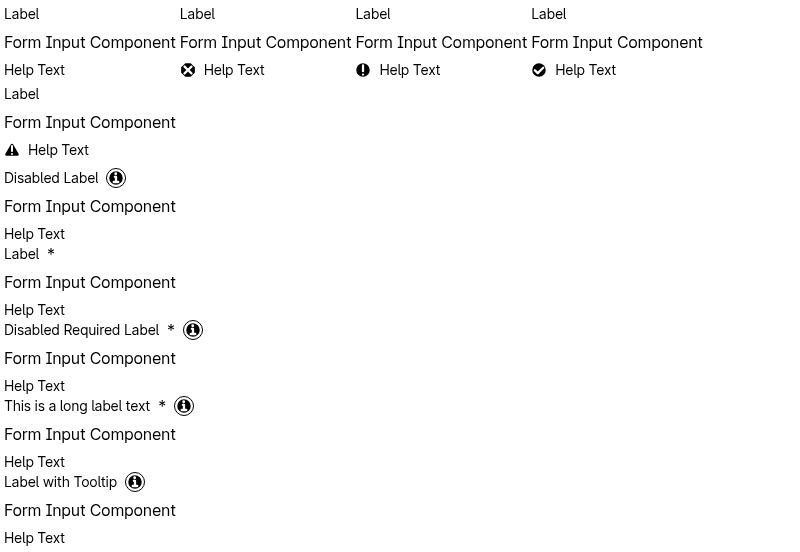 Label Label Label Label
Form Input Component Form Input Component Form Input Component Form Input Component
Help Text Help Text Help Text Help Text
Label
Form Input Component
Help Text
Disabled Label
Form Input Component
Help Text
Label *
Form Input Component
Help Text
Disabled Required Label *
Form Input Component
Help Text
This is a long label text *
Form Input Component
Help Text
Label with Tooltip
Form Input Component
Help Text